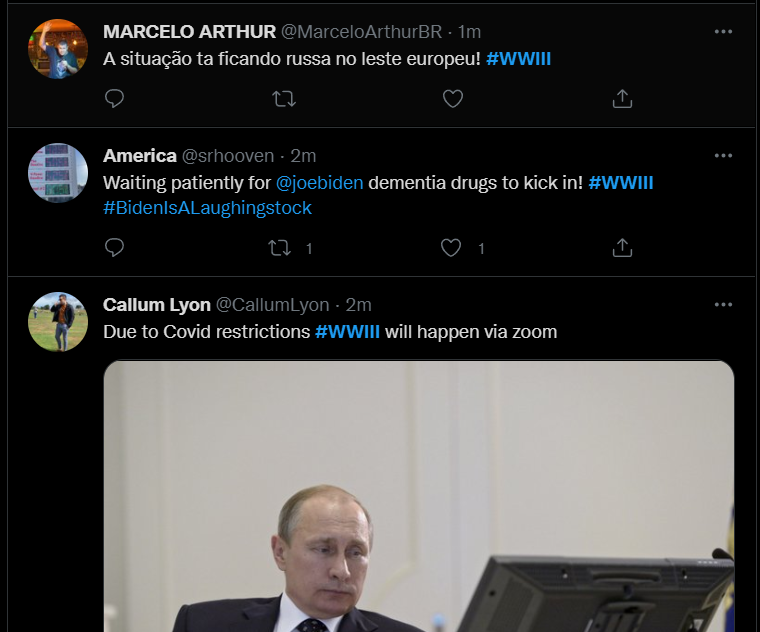 MARCELO ARTHUR @MarceloArthurBR · 1m
A situação ta ficando russa no leste europeu! #WWIII
America @srhooven · 2m
Waiting patiently for @joebiden dementia drugs to kick in! #WWIII
#BidenIsALaughingstock
1 1
Callum Lyon @CallumLyon · 2m
Due to Covid restrictions #WWIII will happen via zoom